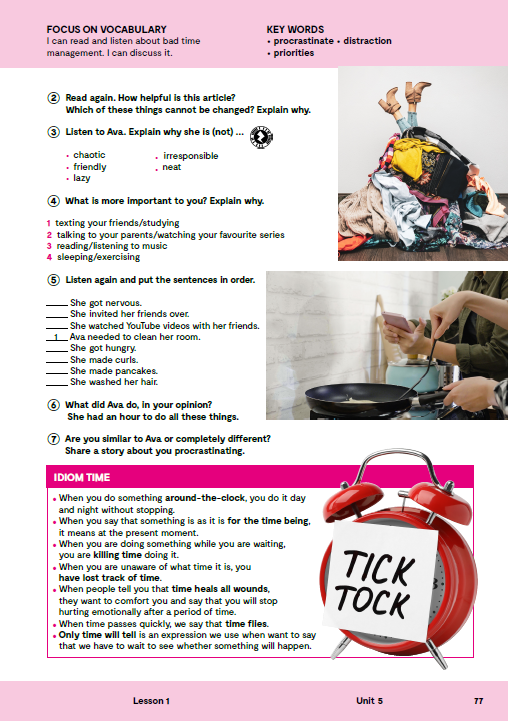 FOCUS ON VOCABULARY
I can read and listen about bad time
management. I can discuss it.
KEY WORDS
• procrastinate • distraction
• priorities
2 Read again. How helpful is this article?
Which of these things cannot be changed? Explain why.
3 Listen to Ava. Explain why she is (not) ...
• chaotic
• friendly
• lazy
• irresponsible
• neat
4 What is more important to you? Explain why.
1 texting your friends/studying
2 talking to your parents/watching your favourite series
3 reading/listening to music
4 sleeping/exercising
5 Listen again and put the sentences in order.
____ She got nervous.
____ She invited her friends over.
____ She watched YouTube videos with her friends.
__1__ Ava needed to clean her room.
____ She got hungry.
____ She made curls.
____ She made pancakes.
____ She washed her hair.
6 What did Ava do, in your opinion?
She had an hour to do all these things.
7 Are you similar to Ava or completely different?
Share a story about you procrastinating.
IDIOM TIME
• When you do something around-the-clock, you do it day
and night without stopping.
• When you say that something is as it is for the time being,
it means at the present moment.
• When you are doing something while you are waiting,
you are killing time doing it.
• When you are unaware of what time it is, you
have lost track of time.
• When people tell you that time heals all wounds,
they want to comfort you and say that you will stop
hurting emotionally after a period of time.
• When time passes quickly, we say that time flies.
• Only time will tell is an expression we use when want to say
that we have to wait to see whether something will happen.
TICK
TOCK
Lesson 1
Unit 5
77